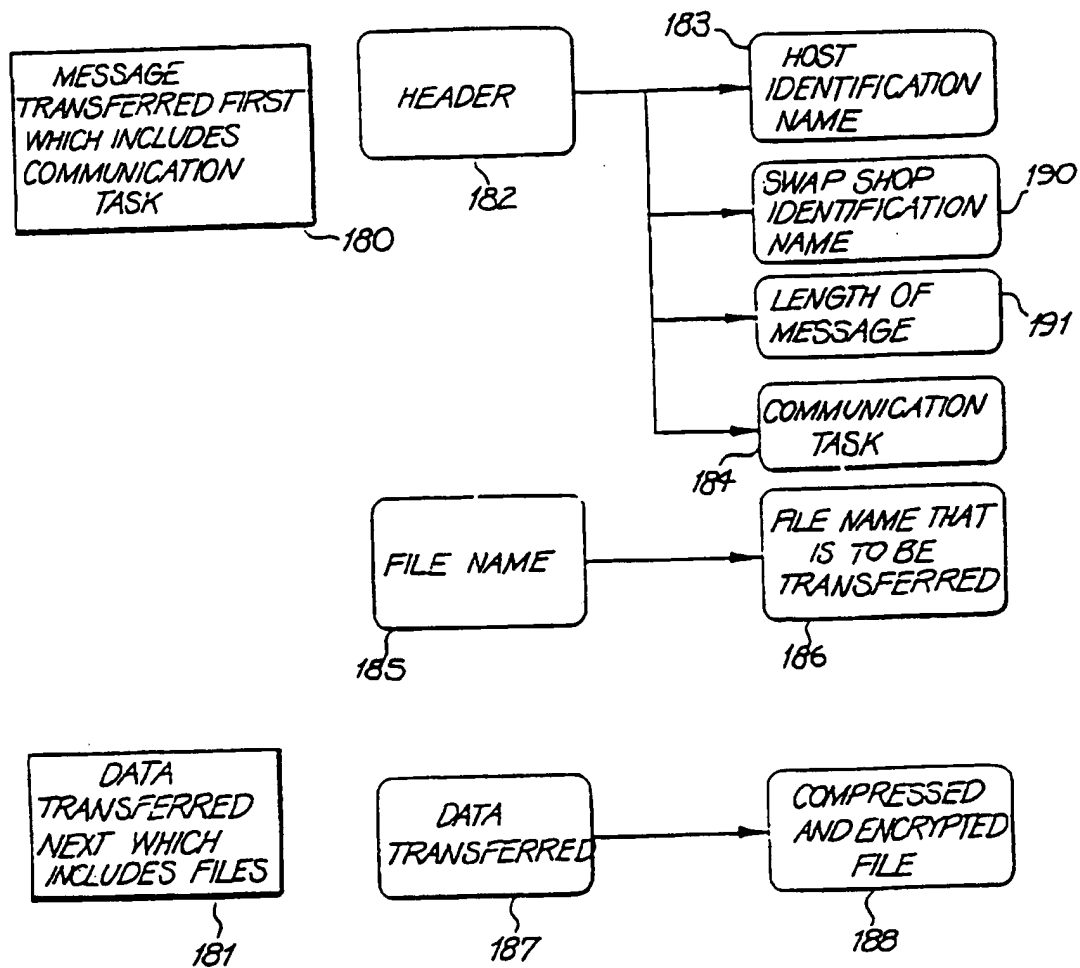 MESSAGE
TRANSFERRED FIRST
WHICH INCLUDES
COMMUNICATION
TASK
180
HEADER
182
183
HOST
IDENTIFICATION
NAME
SWAP SHOP
IDENTIFICATION
NAME
190
LENGTH OF
MESSAGE
191
COMMUNICATION
TASK
184
FILE NAME
185
FILE NAME THAT
IS TO BE
TRANSFERRED
186
DATA
TRANSFERRED
NEXT WHICH
INCLUDES FILES
181
DATA
TRANSFERRED
187
COMPRESSED
AND ENCRYPTED
FILE
188